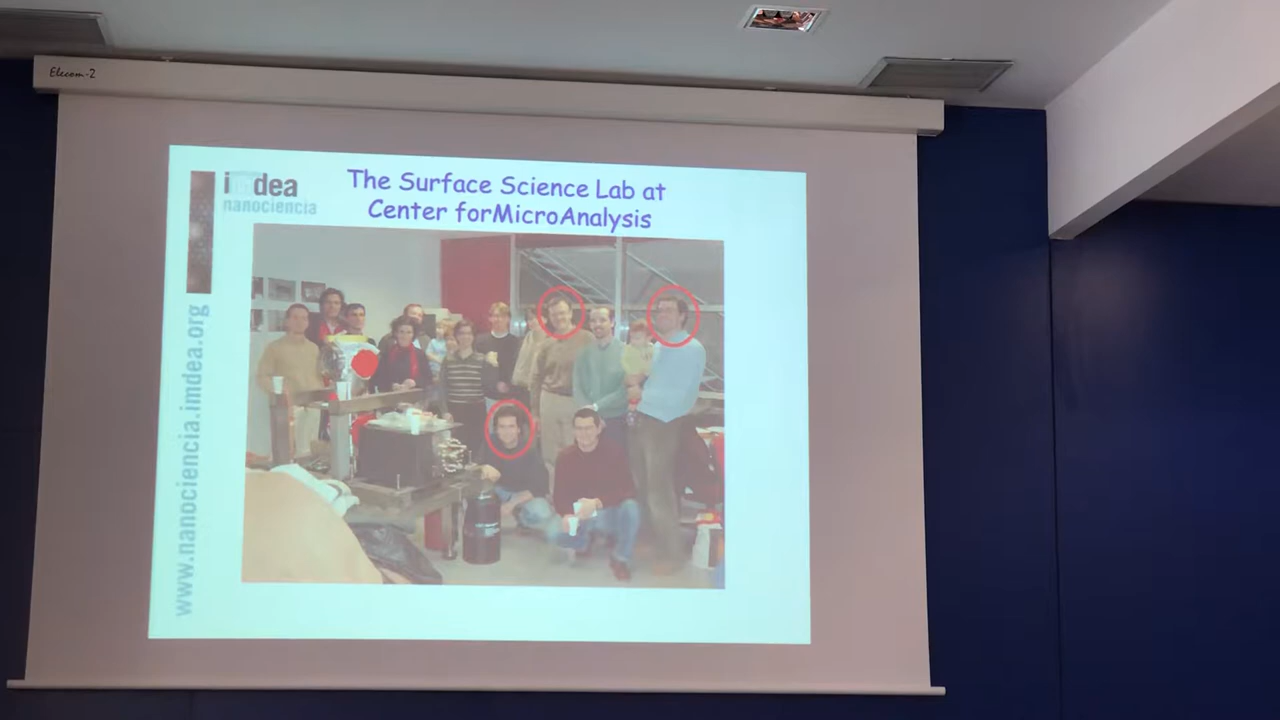 Elecom-2
imdea
nanociencia
The Surface Science Lab at
Center forMicroAnalysis
www.nanociencia.imdea.org